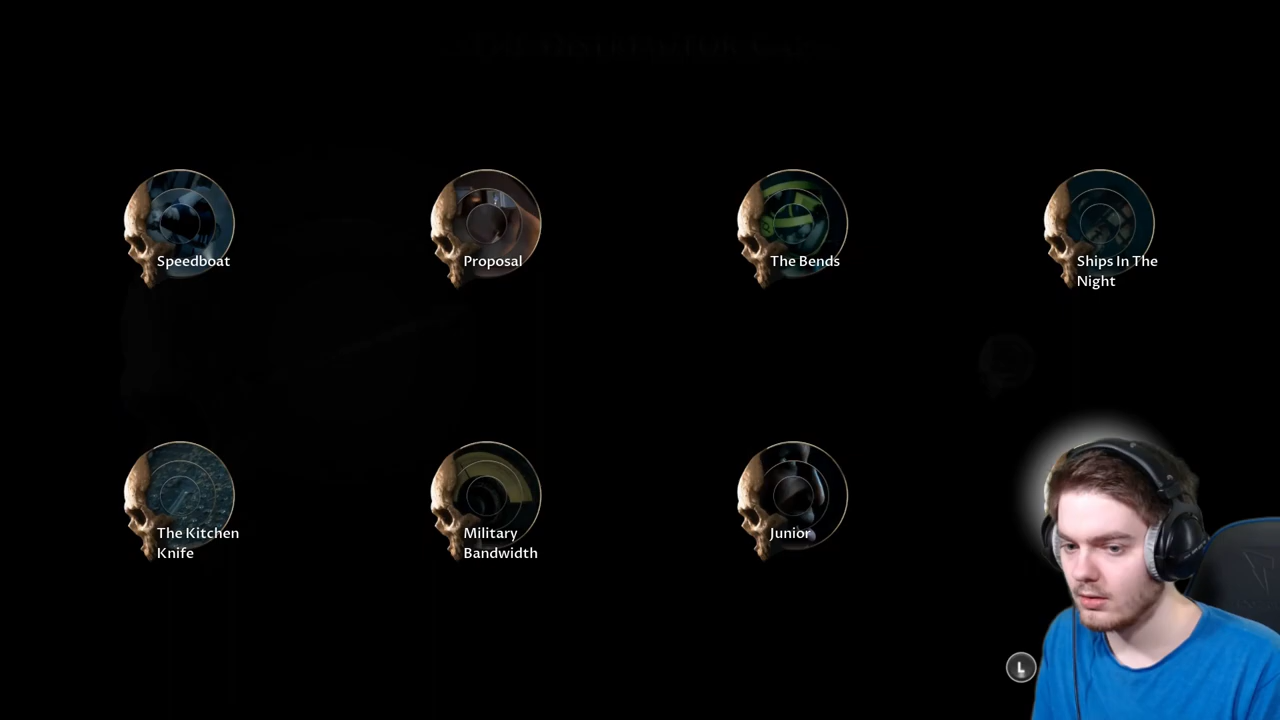 Speedboat
Proposal
The Bends
Ships In The
Night
The Kitchen
Knife
Military
Bandwidth
Junior
L